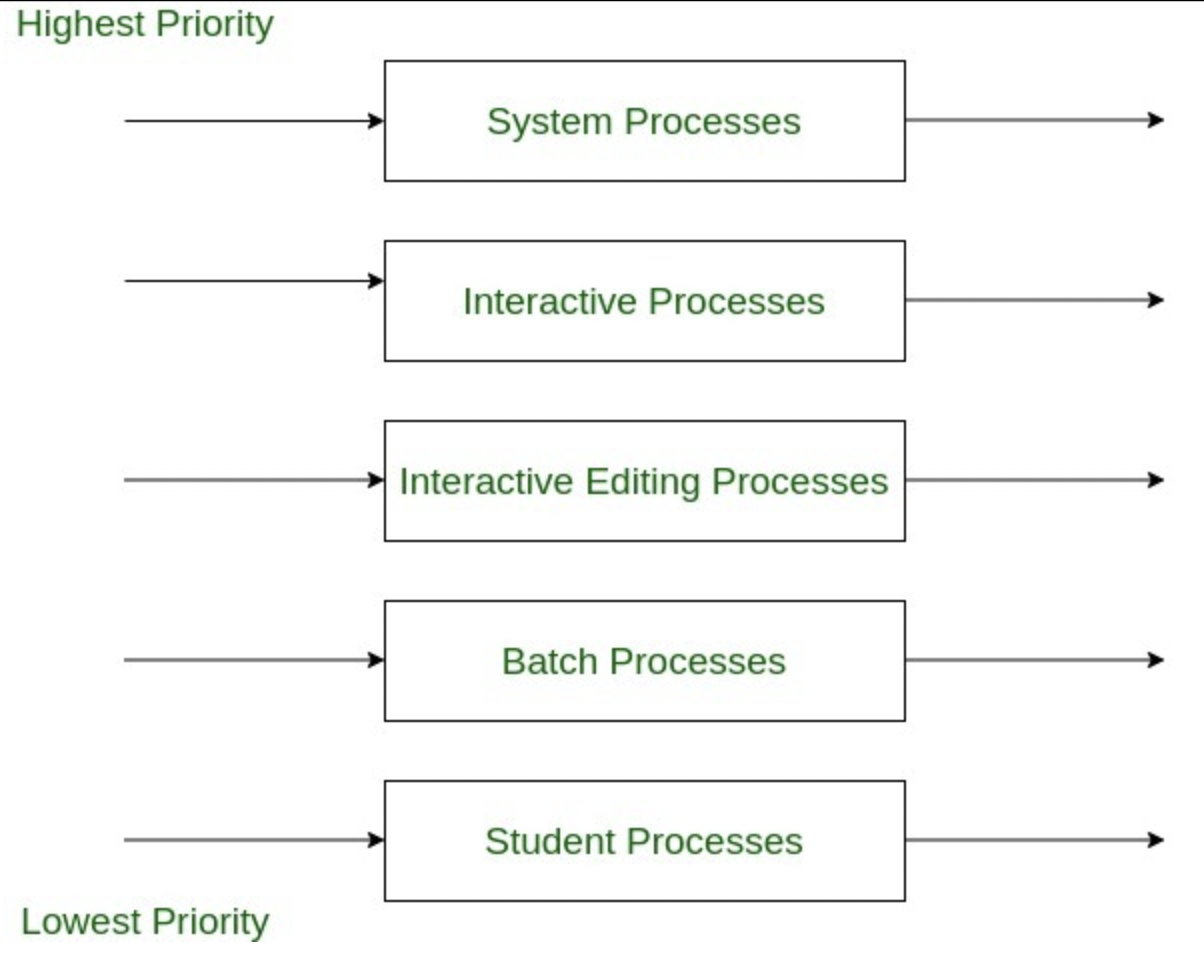 Highest Priority
System Processes
Interactive Processes
Interactive Editing Processes
Batch Processes
Student Processes
Lowest Priority